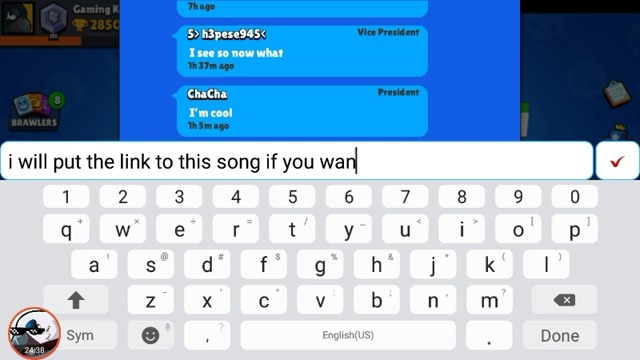 Gaming K
2850
7h ago
5> h3pese945<
Vice President
I see so now what
1h 37m ago
ChaCha
President
I'm cool
1h 5m ago
8
BRAWLERS
i will put the link to this song if you wan
1 2 3 4 5 6 7 8 9 0
q + w × e ÷ r = t / y _ u < i > o [ p ]
a ! s @ d # f $ g % h & j * k ( l )
z - x ' c " v : b ; n , m ?
Sym , ? English(US) . Done
24:38